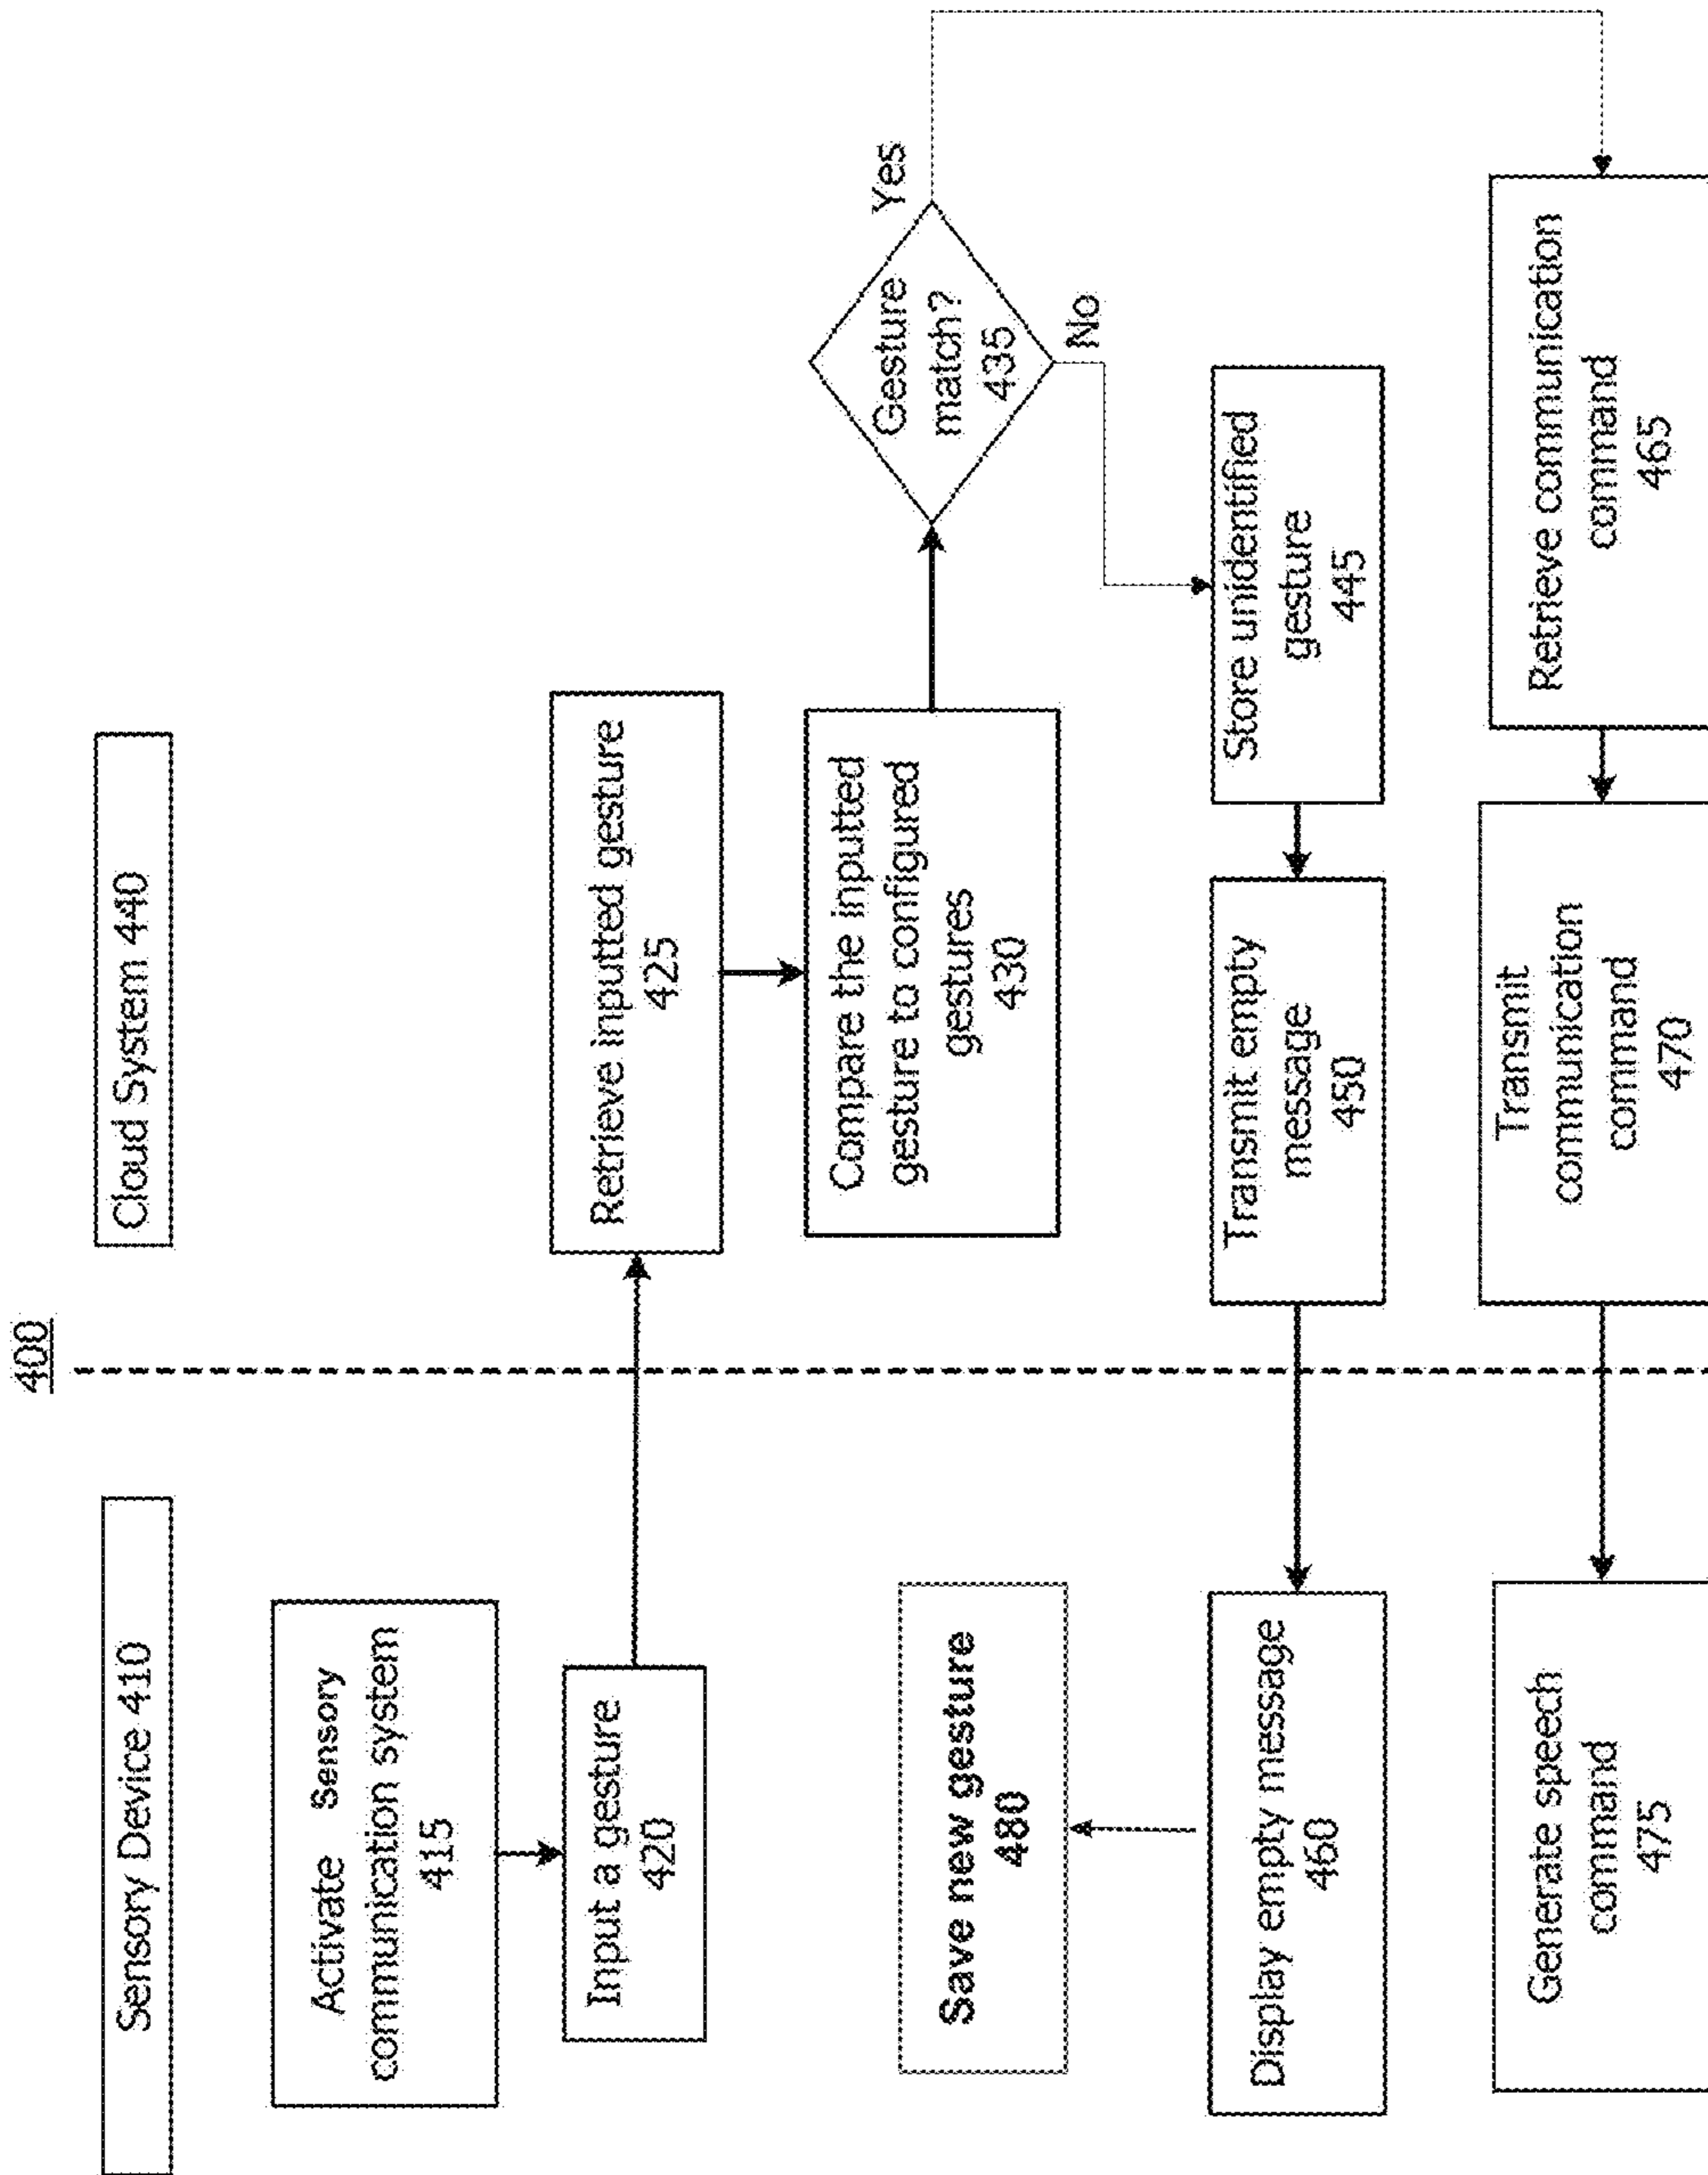 400
Sensory Device 410
Cloud System 440
Activate Sensory
communication system
415
Input a gesture
420
Retrieve inputted gesture
425
Compare the inputted
gesture to configured
gestures
430
Gesture
match?
435
Yes
No
Save new gesture
480
Display empty message
460
Transmit empty
message
450
Store unidentified
gesture
445
Generate speech
command
475
Transmit
communication
command
470
Retrieve communication
command
465